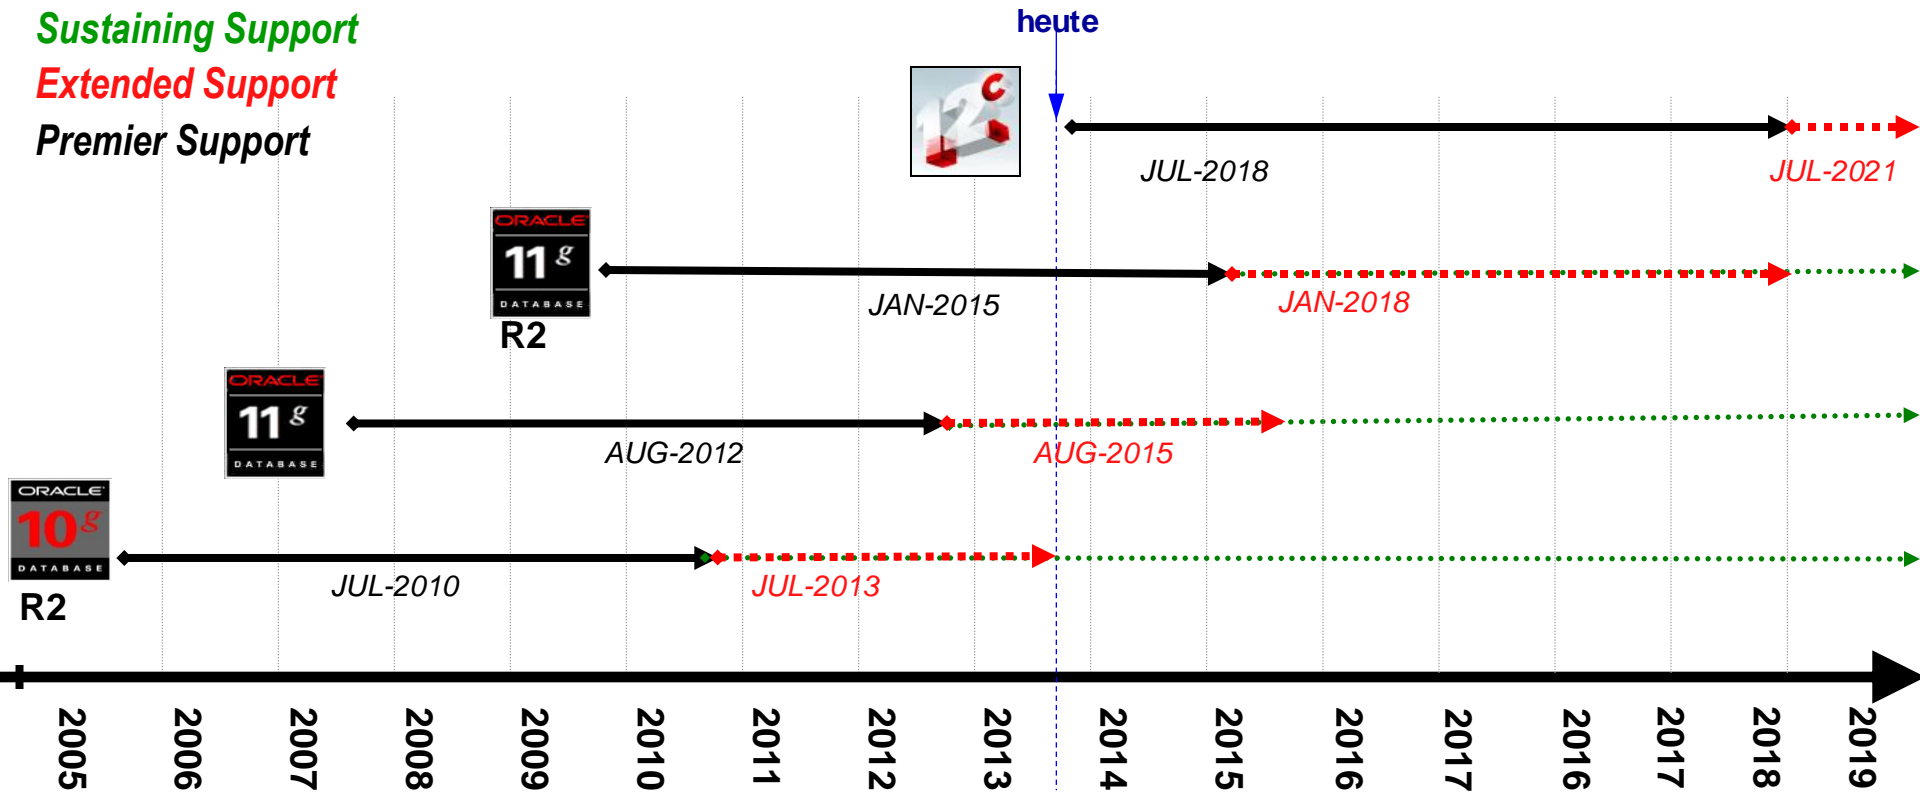 Sustaining Support
Extended Support
Premier Support
heute
12c
JUL-2018
JUL-2021
ORACLE
11g
DATABASE
R2
JAN-2015
JAN-2018
ORACLE
11g
DATABASE
AUG-2012
AUG-2015
ORACLE
10g
DATABASE
R2
JUL-2010
JUL-2013
2005
2006
2007
2008
2009
2010
2011
2012
2013
2014
2015
2016
2017
2016
2017
2018
2019